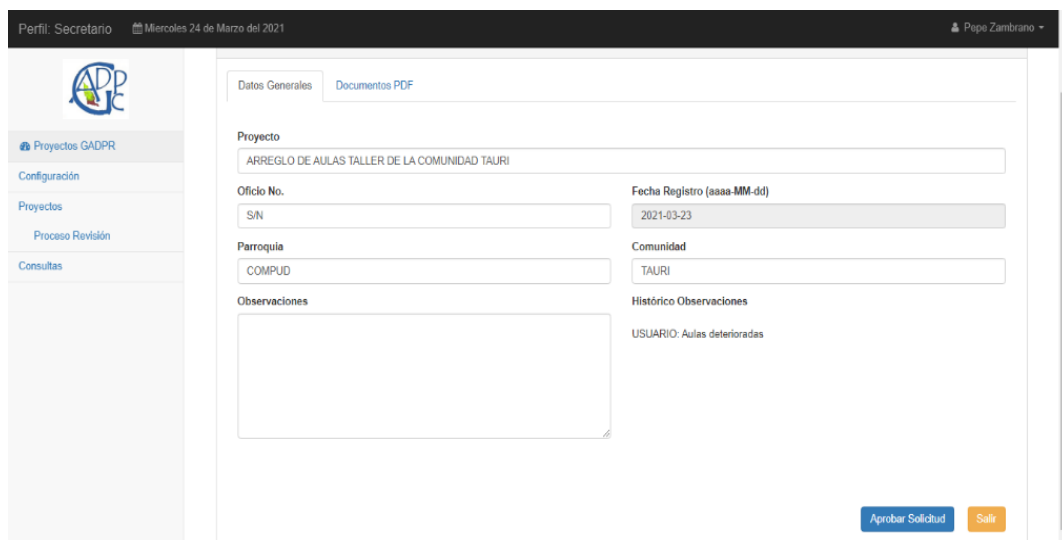 Perfil: Secretario Miercoles 24 de Marzo del 2021 Pepe Zambrano
GADPPC
Proyectos GADPR
Configuración
Proyectos
Proceso Revisión
Consultas
Datos Generales Documentos PDF
Proyecto
ARREGLO DE AULAS TALLER DE LA COMUNIDAD TAURI
Oficio No. Fecha Registro (aaaa-MM-dd)
S/N 2021-03-23
Parroquia Comunidad
COMPUD TAURI
Observaciones Histórico Observaciones
USUARIO: Aulas deterioradas
Aprobar Solicitud Salir